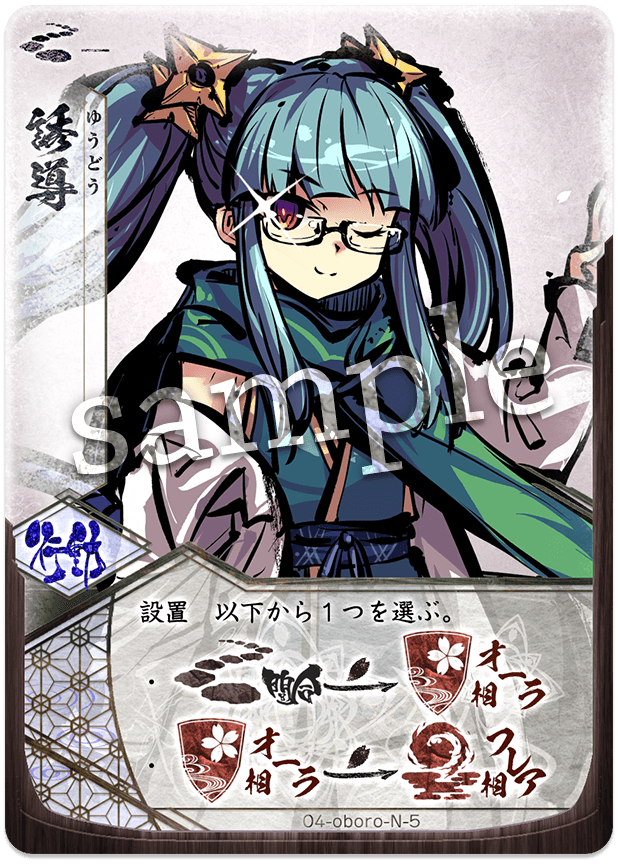 誘導
ゆうどう
sample
行動
設置　以下から1つを選ぶ。
・間合→相オーラ
・相オーラ→相フレア
04-oboro-N-5